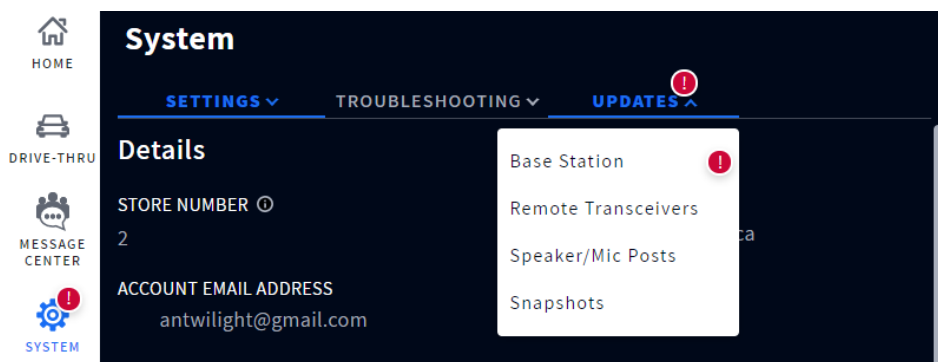 HOME
DRIVE-THRU
MESSAGE
CENTER
SYSTEM
System
SETTINGS
TROUBLESHOOTING
UPDATES
Details
STORE NUMBER
2
ACCOUNT EMAIL ADDRESS
antwilight@gmail.com
Base Station
Remote Transceivers
Speaker/Mic Posts
Snapshots
ca